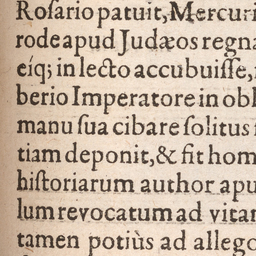 Roſario patuit, Mercuri
rode apud Judæos regna
eíq; in lecto accubuiſſe,
berio Imperatore in obl
manu ſua cibare ſolitus
tiam deponit, & fit hom
hiſtoriarum author apu
lum revocatum ad vitan
tamen potiùs ad allego